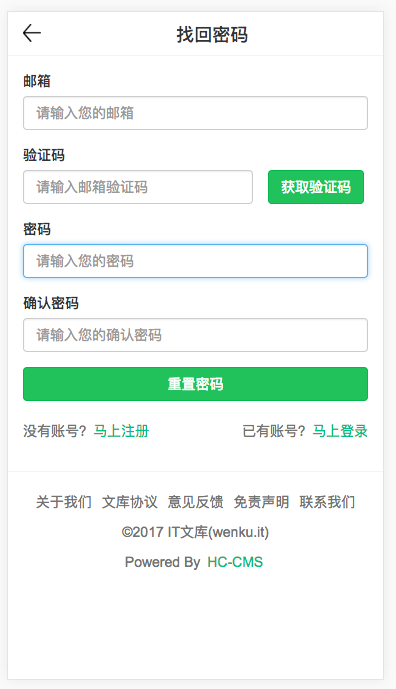 找回密码
邮箱
请输入您的邮箱
验证码
请输入邮箱验证码 获取验证码
密码
请输入您的密码
确认密码
请输入您的确认密码
重置密码
没有账号? 马上注册 已有账号? 马上登录
关于我们 文库协议 意见反馈 免责声明 联系我们
©2017 IT文库(wenku.it)
Powered By HC-CMS